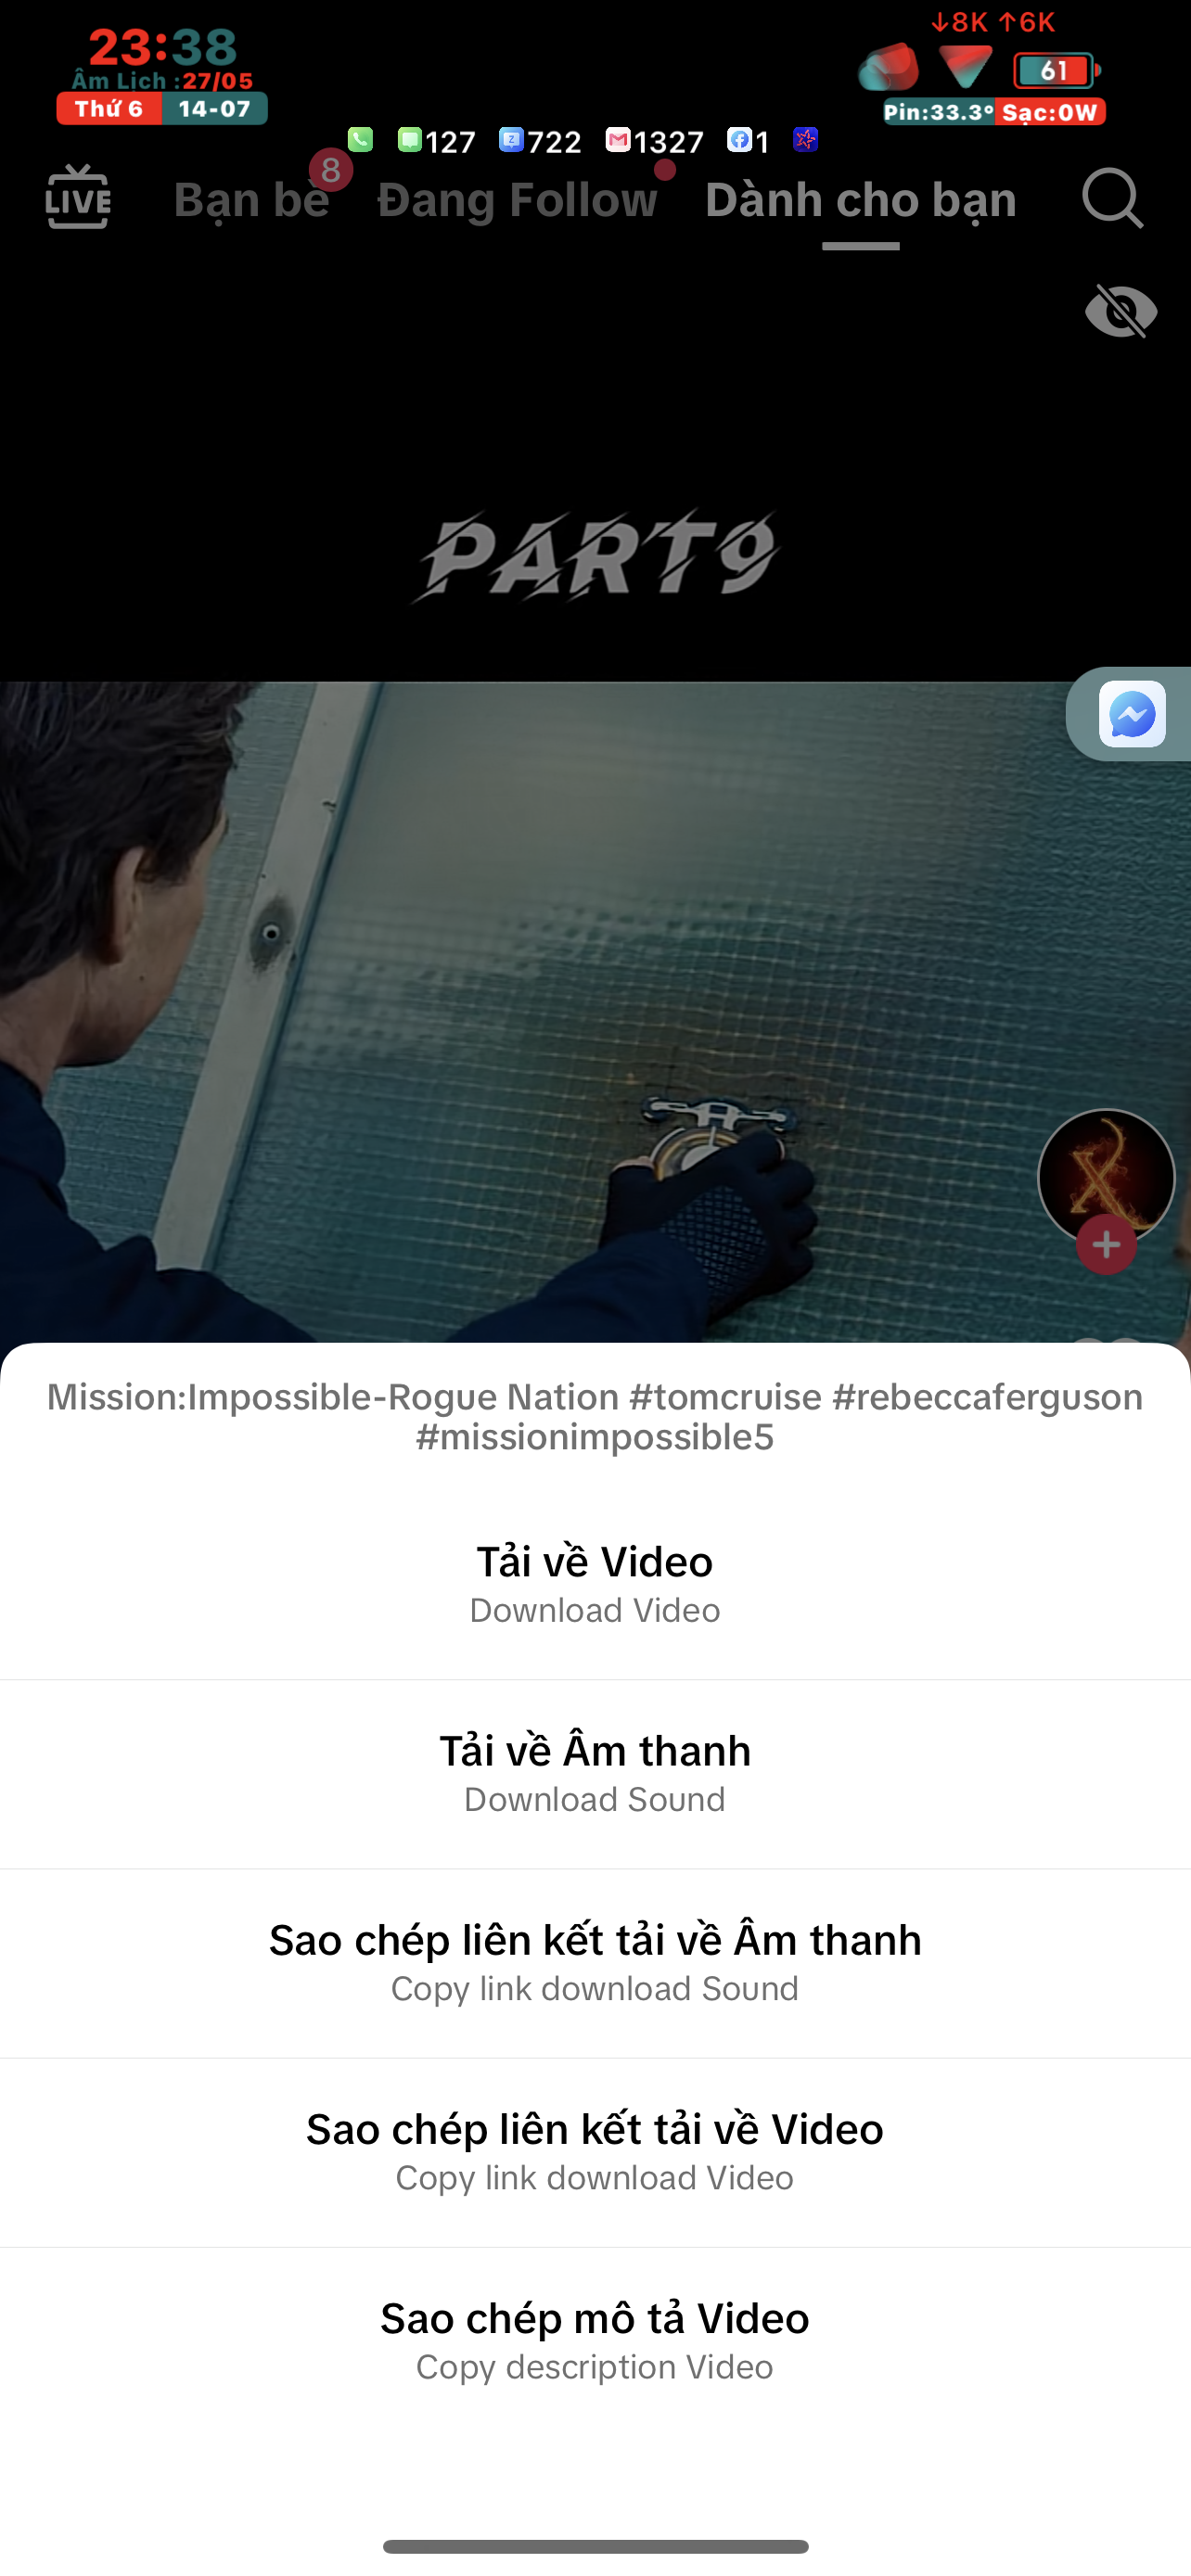 ↓8K ↑6K
23:38
Âm Lịch :27/05
61
Thứ 6 14-07
Pin:33.3° Sạc:0W
127 722 1327 1
LIVE Bạn bè 8 Đang Follow Dành cho bạn
PART9
Mission:Impossible-Rogue Nation #tomcruise #rebeccaferguson
#missionimpossible5
Tải về Video
Download Video
Tải về Âm thanh
Download Sound
Sao chép liên kết tải về Âm thanh
Copy link download Sound
Sao chép liên kết tải về Video
Copy link download Video
Sao chép mô tả Video
Copy description Video